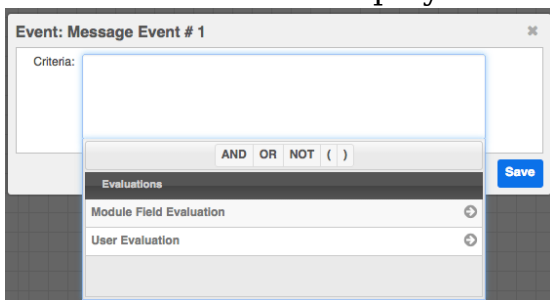 Event: Message Event # 1
Criteria:
AND OR NOT ( )
Save
Evaluations
Module Field Evaluation
User Evaluation